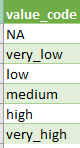 value_code
NA
very_low
low
medium
high
very_high